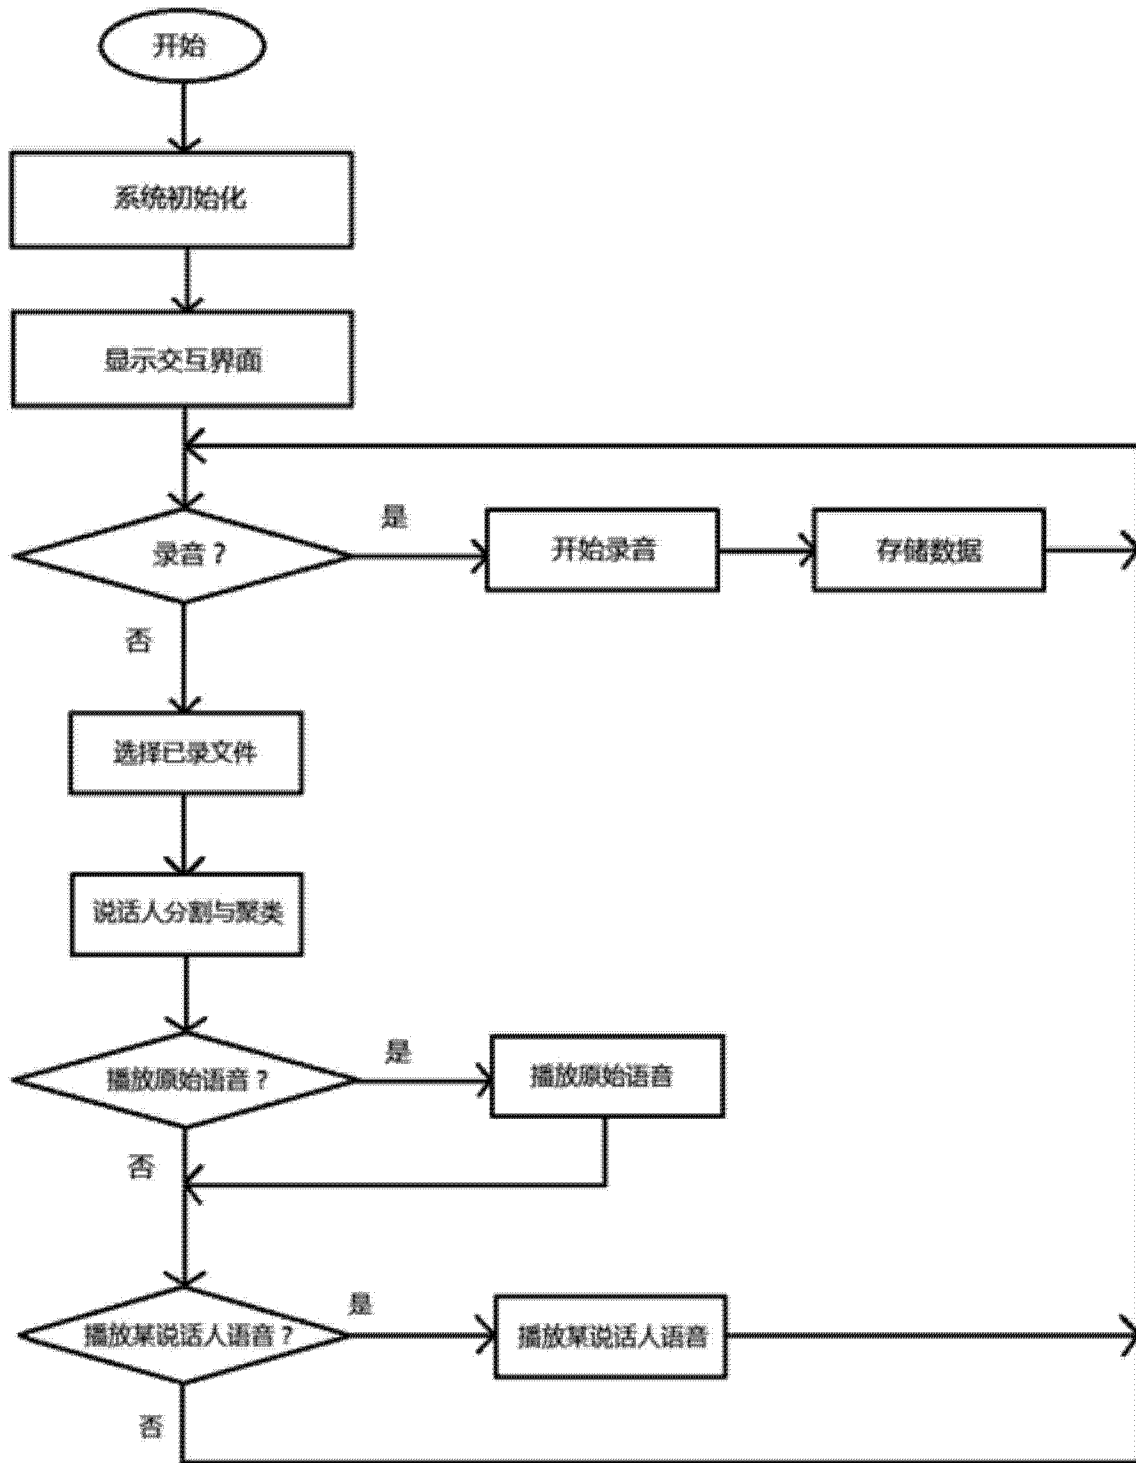 开始
系统初始化
显示交互界面
录音？
是
开始录音
存储数据
否
选择已录文件
说话人分割与聚类
播放原始语音？
是
播放原始语音
否
播放某说话人语音？
是
播放某说话人语音
否